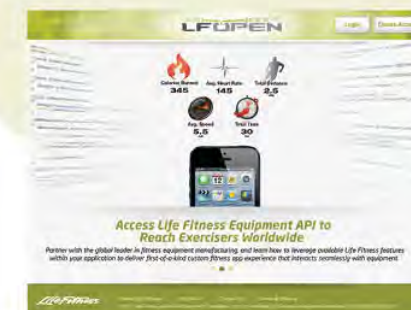 LFOPEN
Login
Calories Burned
Avg. Heart Rate
Total Distance
345
145
2.5
Avg. Speed
Total Time
5.5
30
Access Life Fitness Equipment API to
Reach Exercisers Worldwide
Partner with the global leader in fitness equipment manufacturing, and learn how to leverage available Life Fitness features
within your application to deliver first-of-a-kind custom fitness app experience that interacts seamlessly with equipment.
LifeFitness